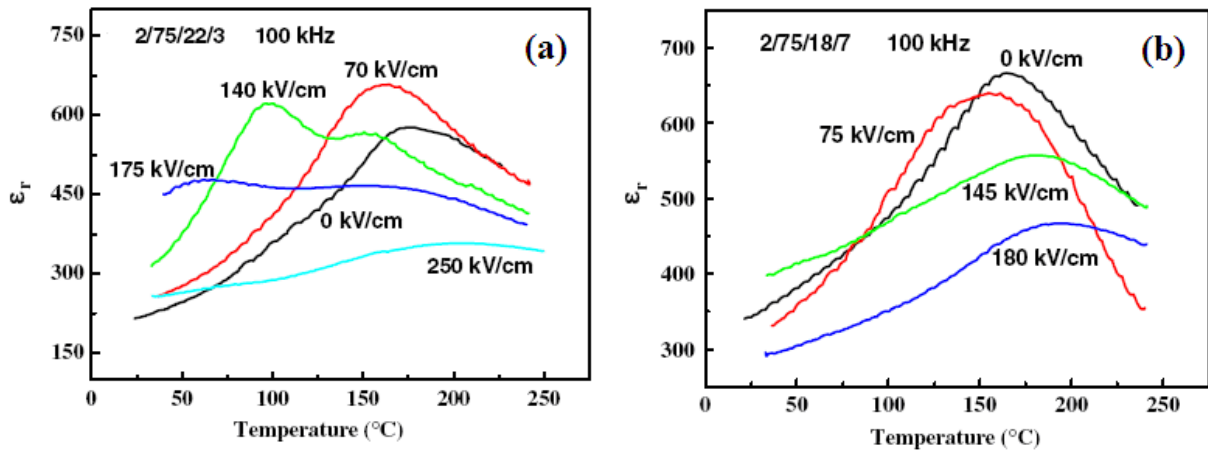 2/75/22/3 100 kHz (a)
70 kV/cm
140 kV/cm
175 kV/cm
0 kV/cm
250 kV/cm
750
600
450
300
150
εr
0 50 100 150 200 250
Temperature (°C)
2/75/18/7 100 kHz (b)
0 kV/cm
75 kV/cm
145 kV/cm
180 kV/cm
700
600
500
400
300
εr
0 50 100 150 200 250
Temperature (°C)